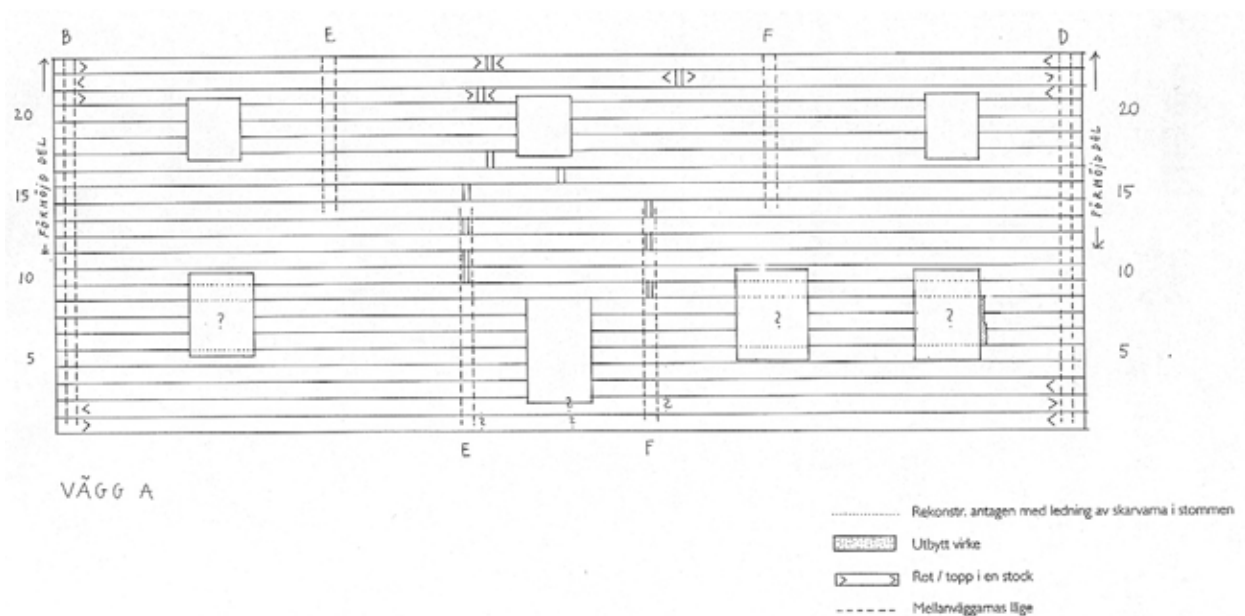 B E F D
20 20
FÖRHÖJD DEL FÖRHÖJD DEL
15 15
10 10
? ? ?
5 5
? ?
? ?
E F
VÄGG A
Rekonstr. antagen med ledning av skarvarna i stommen
Utbytt virke
Rot / topp i en stock
Mellanväggarnas läge